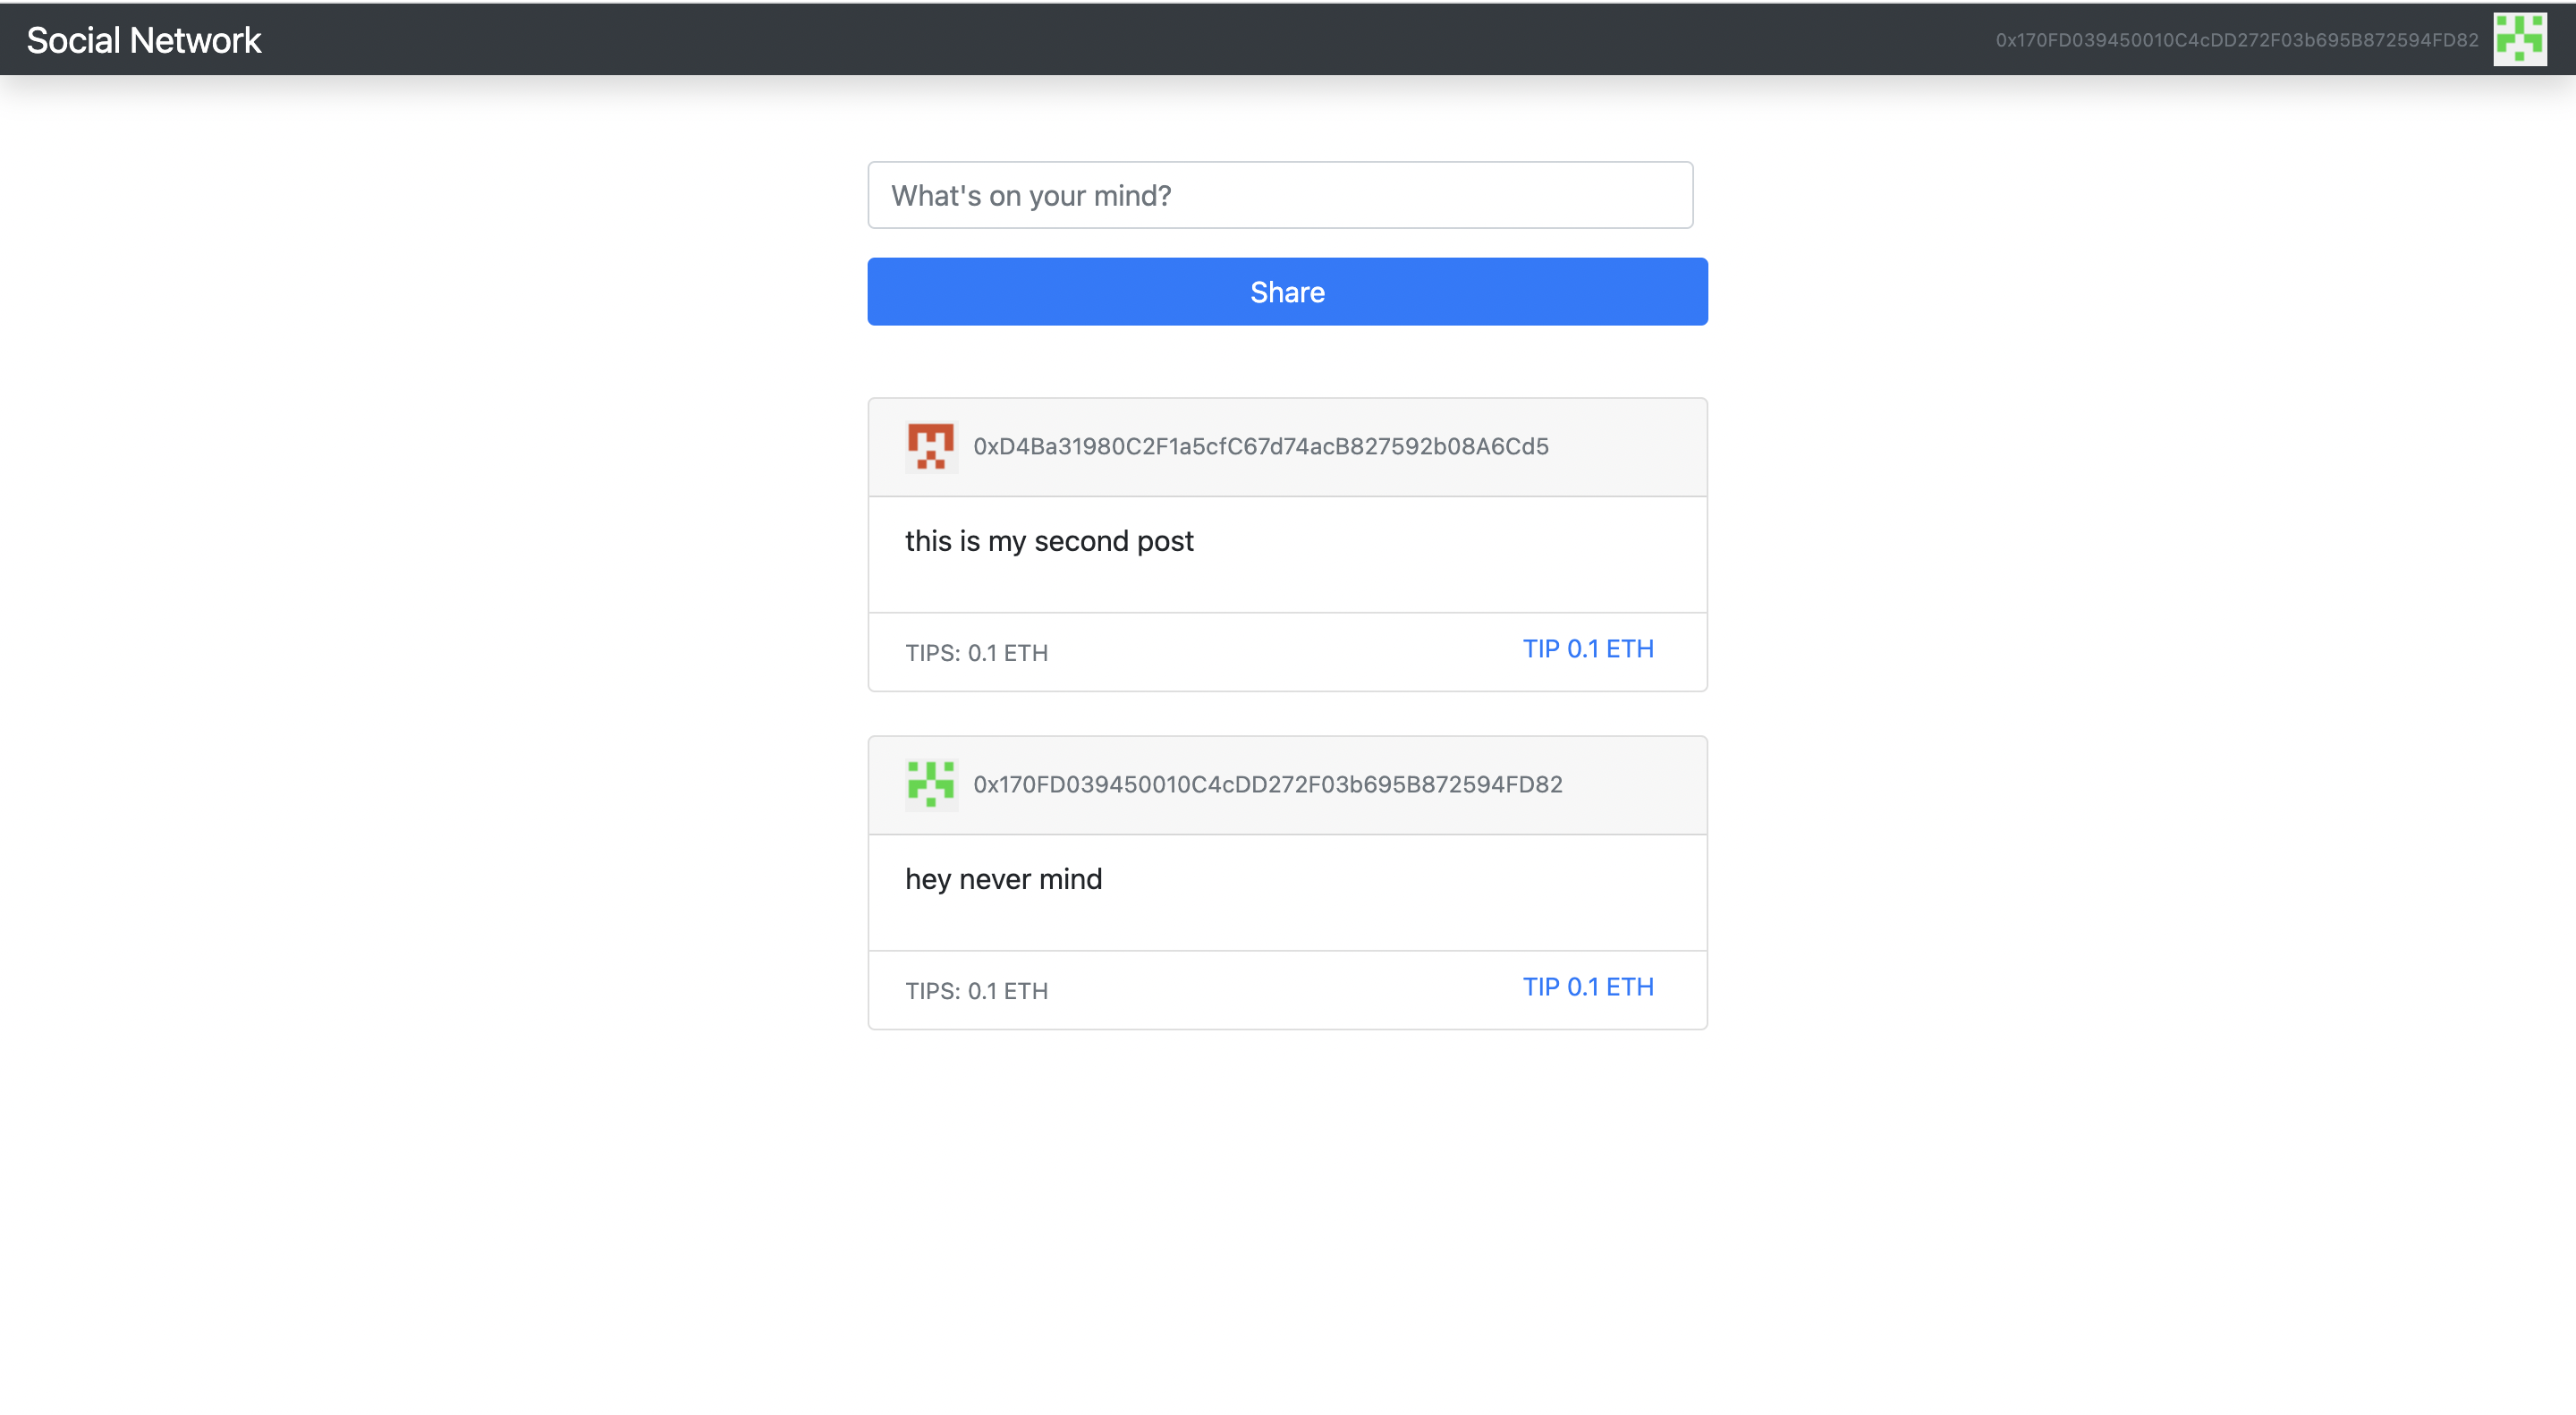 Social Network
0x170FD039450010C4cDD272F03b695B872594FD82
What's on your mind?
Share
0xD4Ba31980C2F1a5cfC67d74acB827592b08A6Cd5
this is my second post
TIPS: 0.1 ETH
TIP 0.1 ETH
0x170FD039450010C4cDD272F03b695B872594FD82
hey never mind
TIPS: 0.1 ETH
TIP 0.1 ETH